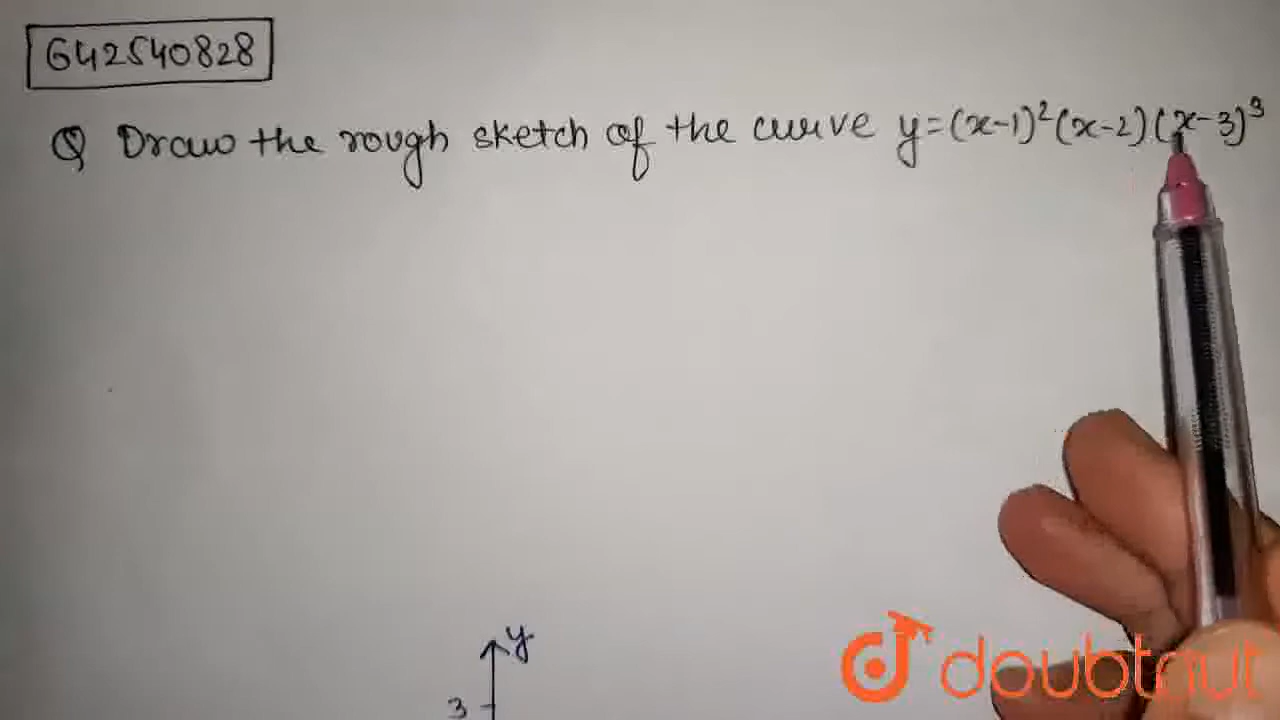 642540828
Q Draw the rough sketch of the curve y=(x-1)²(x-2)(x-3)³
y
3
doubtnut